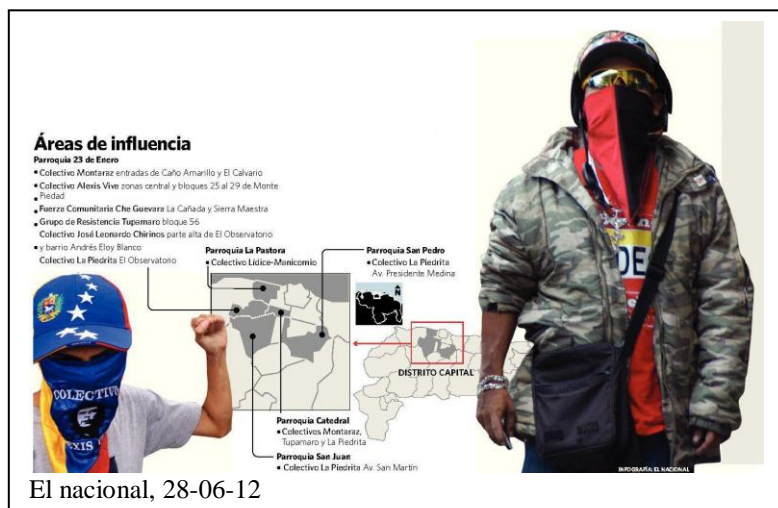 Áreas de influencia
Parroquia 23 de Enero
• Colectivo Montaraz entradas de Caño Amarillo y El Calvario
• Colectivo Alexis Vive zonas central y bloques 25 al 29 de Monte
• Piedad
• Fuerza Comunitaria Che Guevara La Cañada y Sierra Maestra
• Grupo de Resistencia Tupamaro bloque 56
Colectivo José Leonardo Chirinos parte alta de El Observatorio
▪ y barrio Andrés Eloy Blanco
Colectivo La Piedrita El Observatorio
Parroquia La Pastora
▪ Colectivo Lídice-Manicomio
Parroquia San Pedro
▪ Colectivo La Piedrita
Av. Presidente Medina
DISTRITO CAPITAL
Parroquia Catedral
▪ Colectivos Montaraz,
Tupamaro y La Piedrita
Parroquia San Juan
▪ Colectivo La Piedrita Av. San Martín
COLECTIVO
EXIS
DE
INFOGRAFÍA: EL NACIONAL
El nacional, 28-06-12